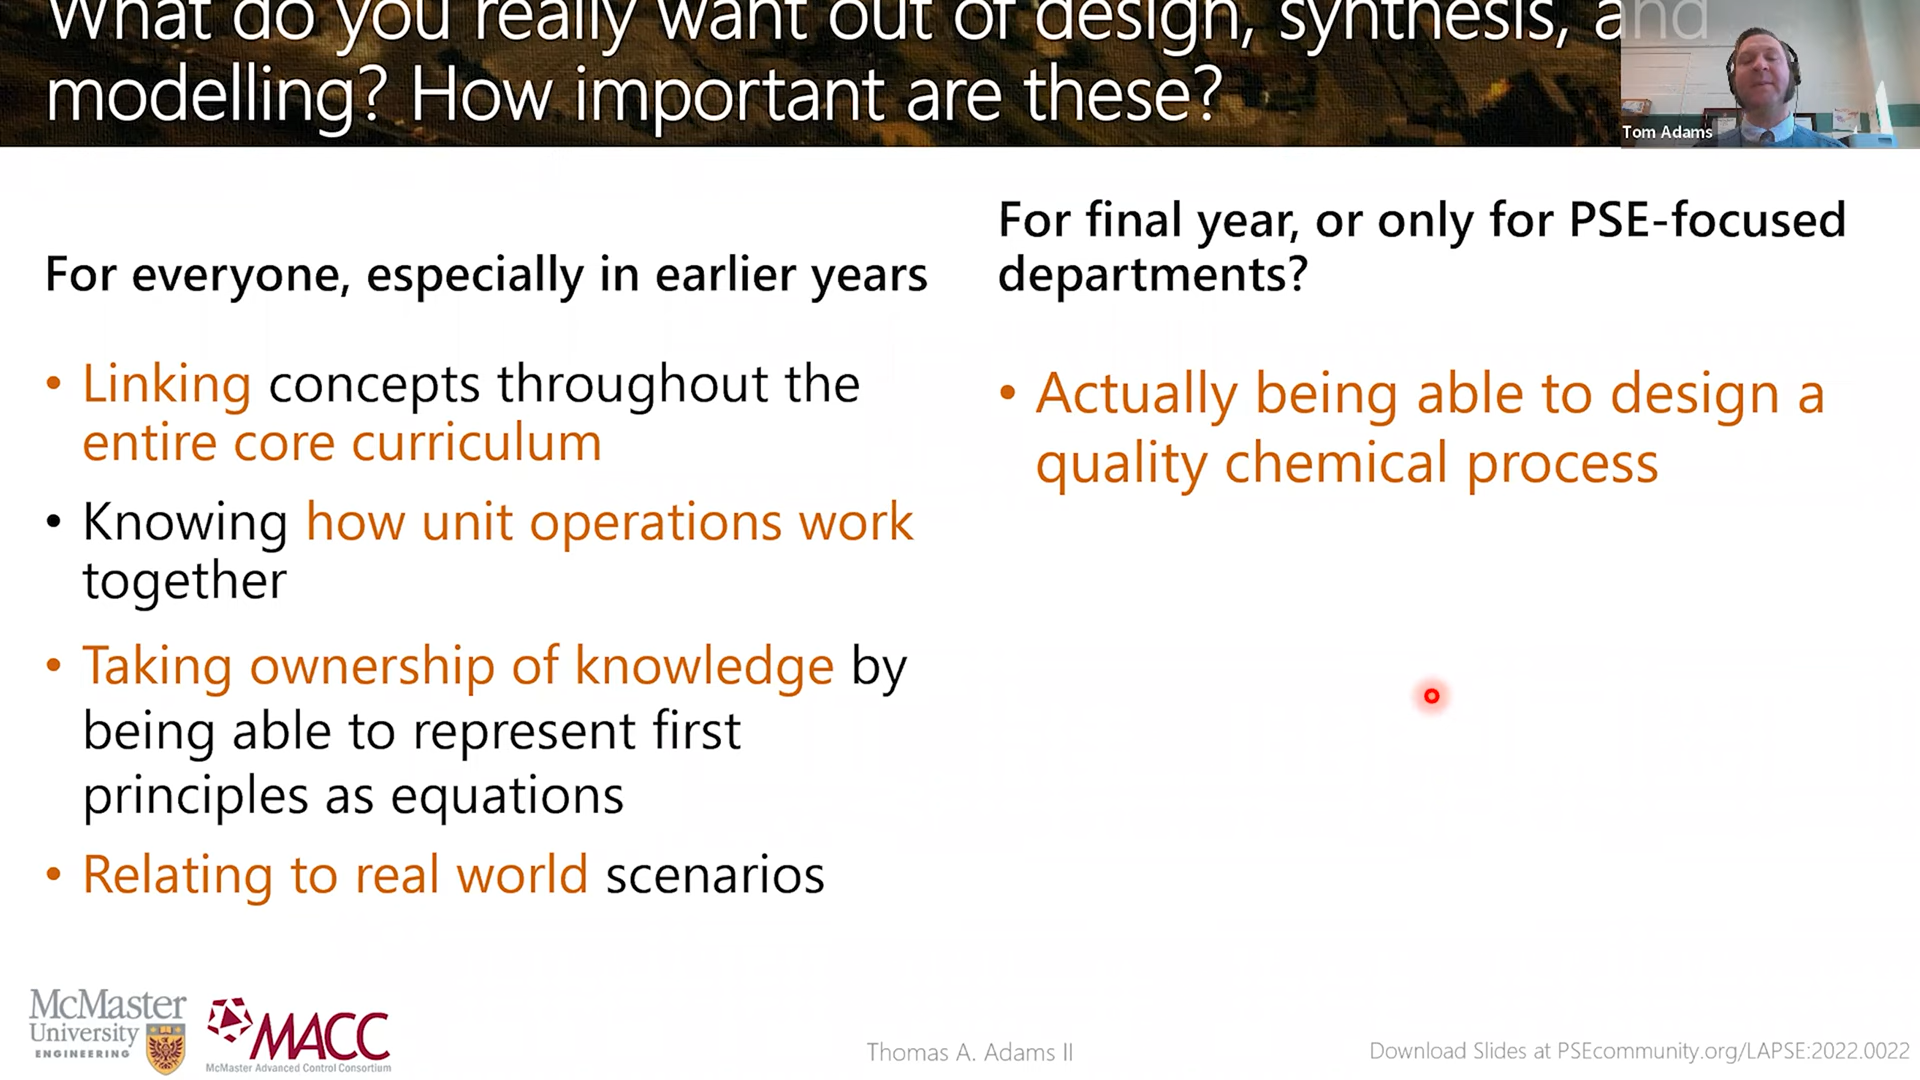 What do you really want out of design, synthesis, and
modelling? How important are these?
Tom Adams
For everyone, especially in earlier years
• Linking concepts throughout the
entire core curriculum
• Knowing how unit operations work
together
• Taking ownership of knowledge by
being able to represent first
principles as equations
• Relating to real world scenarios
For final year, or only for PSE-focused
departments?
• Actually being able to design a
quality chemical process
McMaster
University
ENGINEERING
MACC
McMaster Advanced Control Consortium
Thomas A. Adams II
Download Slides at PSEcommunity.org/LAPSE:2022.0022